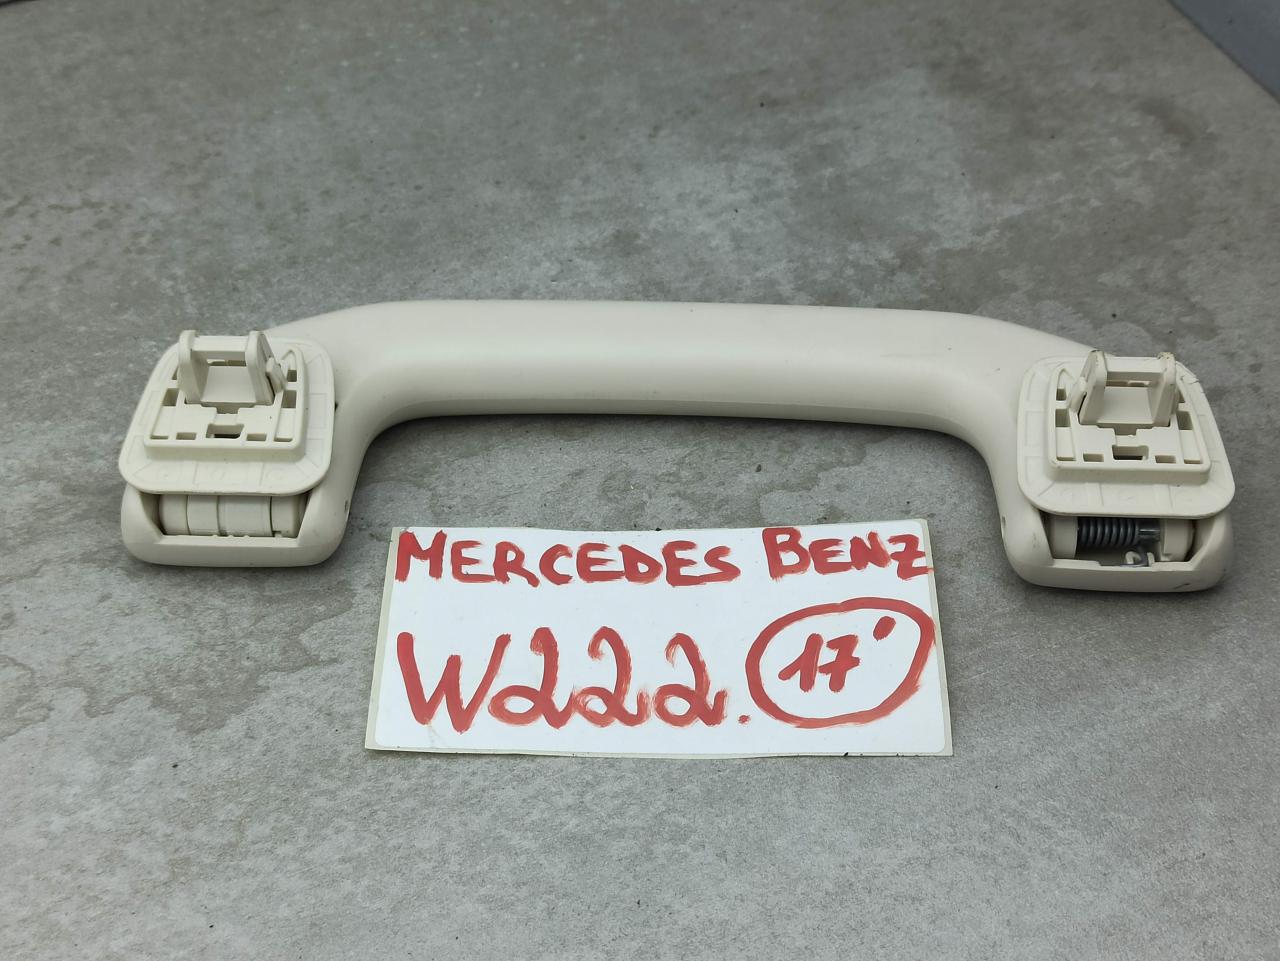 MERCEDES BENZ
W222. 17'